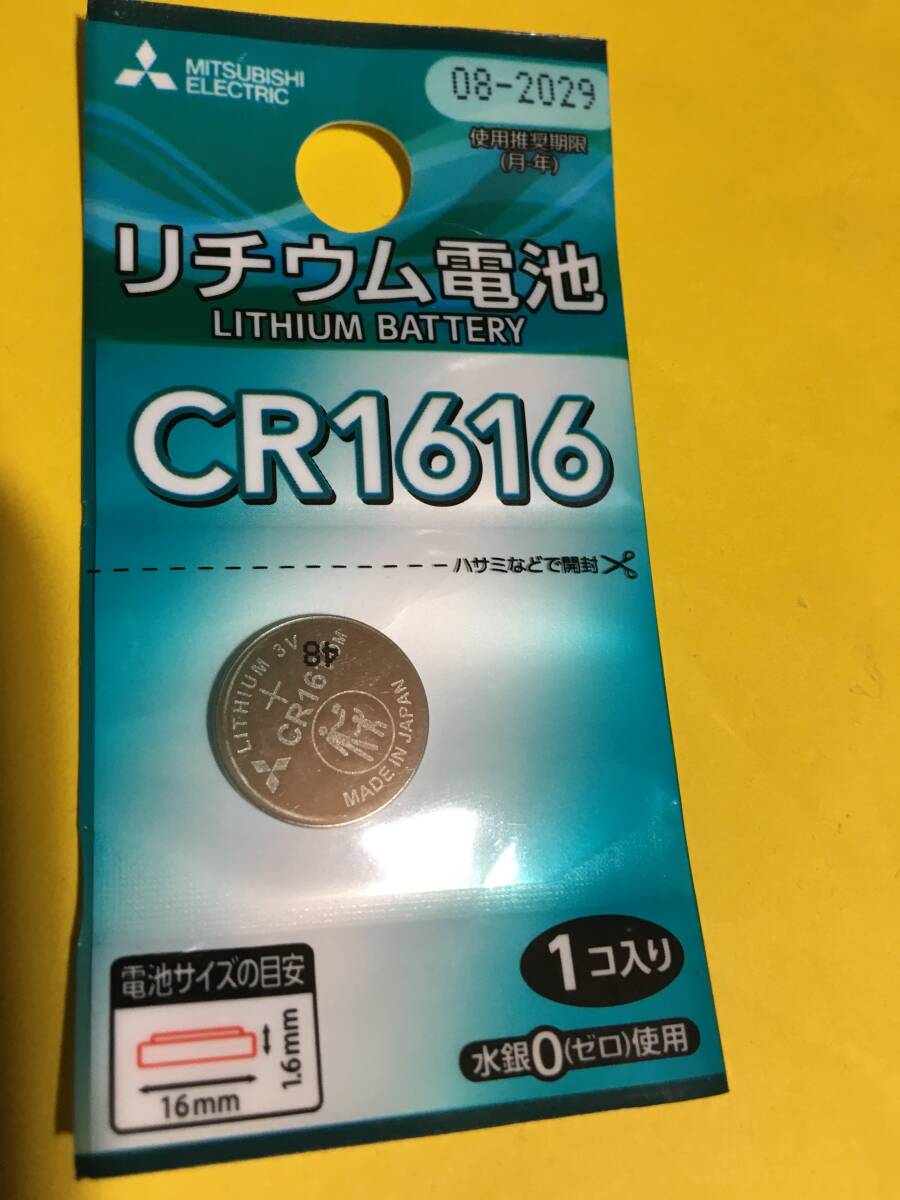 MITSUBISHI
ELECTRIC
08-2029
使用推奨期限
(月-年)
リチウム電池
LITHIUM BATTERY
CR1616
ハサミなどで開封
LITHIUM 3V
48
CR16
MADE IN JAPAN
電池サイズの目安
1.6mm
16mm
1コ入り
水銀0(ゼロ)使用